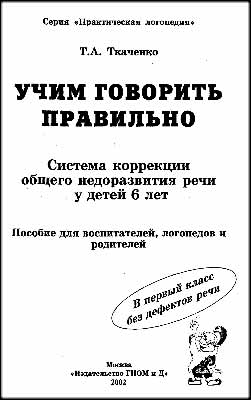 Серия «Практическая логопедия»
Т.А. Ткаченко
УЧИМ ГОВОРИТЬ
ПРАВИЛЬНО
Система коррекции
общего недоразвития речи
у детей 6 лет
Пособие для воспитателей, логопедов и
родителей
В первый класс
без дефектов речи
Москва
«Издательство ГНОМ и Д»
2002